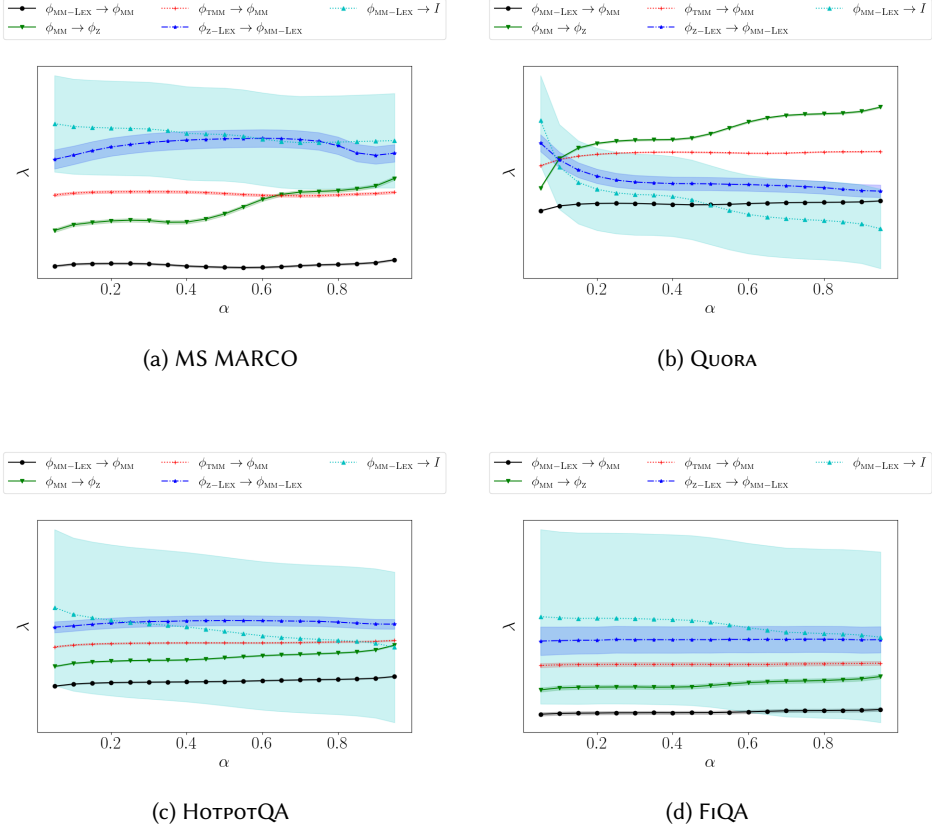 ϕMM−LEX → ϕMM ϕTMM → ϕMM ϕMM−LEX → I
ϕMM → ϕZ ϕZ−LEX → ϕMM−LEX
λ
0.2 0.4 0.6 0.8
α
(a) MS MARCO
ϕMM−LEX → ϕMM ϕTMM → ϕMM ϕMM−LEX → I
ϕMM → ϕZ ϕZ−LEX → ϕMM−LEX
λ
0.2 0.4 0.6 0.8
α
(b) QUORA
ϕMM−LEX → ϕMM ϕTMM → ϕMM ϕMM−LEX → I
ϕMM → ϕZ ϕZ−LEX → ϕMM−LEX
λ
0.2 0.4 0.6 0.8
α
(c) HOTPOTQA
ϕMM−LEX → ϕMM ϕTMM → ϕMM ϕMM−LEX → I
ϕMM → ϕZ ϕZ−LEX → ϕMM−LEX
λ
0.2 0.4 0.6 0.8
α
(d) FIQA